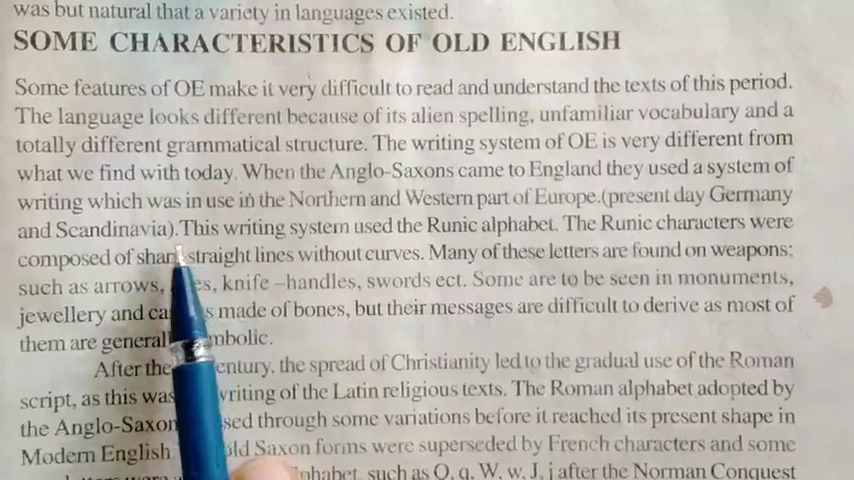 was but natural that a variety in languages existed.
SOME CHARACTERISTICS OF OLD ENGLISH
Some features of OE make it very difficult to read and understand the texts of this period.
The language looks different because of its alien spelling, unfamiliar vocabulary and a
totally different grammatical structure. The writing system of OE is very different from
what we find with today. When the Anglo-Saxons came to England they used a system of
writing which was in use in the Northern and Western part of Europe.(present day Germany
and Scandinavia).This writing system used the Runic alphabet. The Runic characters were
composed of sharp straight lines without curves. Many of these letters are found on weapons;
such as arrows, knife –handles, swords ect. Some are to be seen in monuments,
jewellery and made of bones, but their messages are difficult to derive as most of
them are generally symbolic.
After the century, the spread of Christianity led to the gradual use of the Roman
script, as this was writing of the Latin religious texts. The Roman alphabet adopted by
the Anglo-Saxon through some variations before it reached its present shape in
Modern English. Saxon forms were superseded by French characters and some
alphabet, such as Q, q, W, w, J, j after the Norman Conquest